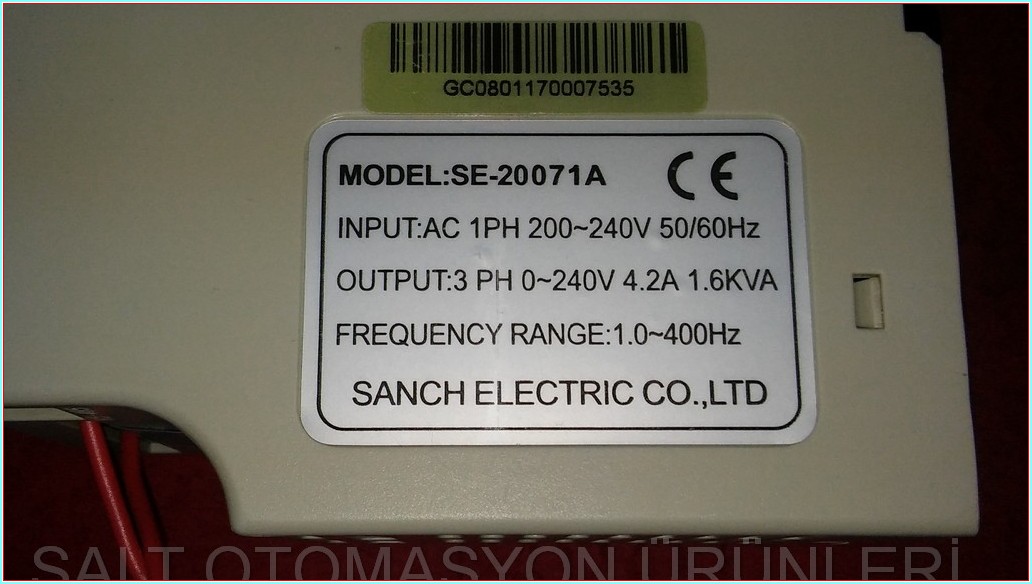 GC0801170007535
MODEL:SE-20071A CE
INPUT:AC 1PH 200~240V 50/60Hz
OUTPUT:3 PH 0~240V 4.2A 1.6KVA
FREQUENCY RANGE:1.0~400Hz
SANCH ELECTRIC CO.,LTD
SALT OTOMASYON ÜRÜNLERİ